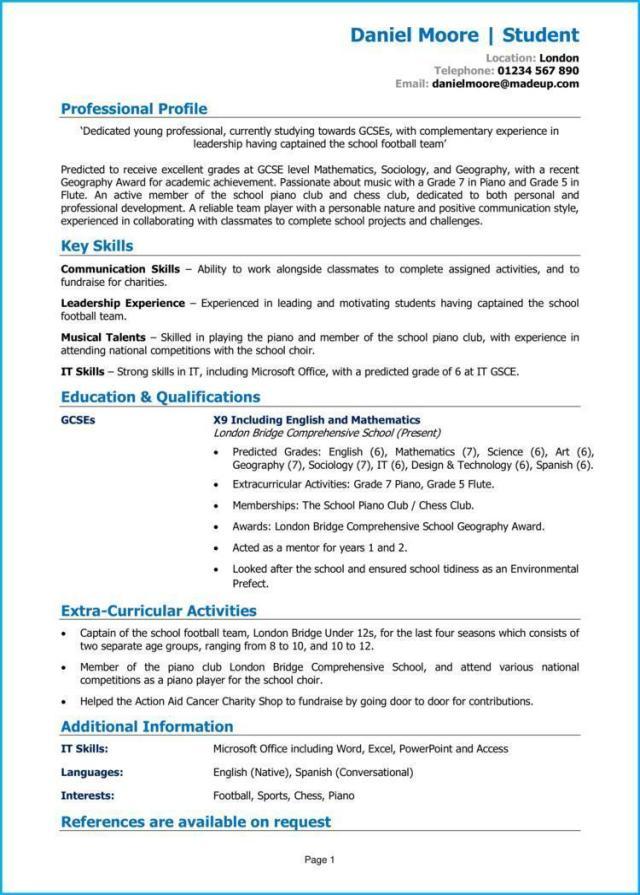 Daniel Moore | Student
Location: London
Telephone: 01234 567 890
Email: danielmoore@madeup.com
Professional Profile
‘Dedicated young professional, currently studying towards GCSEs, with complementary experience in
leadership having captained the school football team’
Predicted to receive excellent grades at GCSE level Mathematics, Sociology, and Geography, with a recent
Geography Award for academic achievement. Passionate about music with a Grade 7 in Piano and Grade 5 in
Flute. An active member of the school piano club and chess club, dedicated to both personal and
professional development. A reliable team player with a personable nature and positive communication style,
experienced in collaborating with classmates to complete school projects and challenges.
Key Skills
Communication Skills – Ability to work alongside classmates to complete assigned activities, and to
fundraise for charities.
Leadership Experience – Experienced in leading and motivating students having captained the school
football team.
Musical Talents – Skilled in playing the piano and member of the school piano club, with experience in
attending national competitions with the school choir.
IT Skills – Strong skills in IT, including Microsoft Office, with a predicted grade of 6 at IT GSCE.
Education & Qualifications
GCSEs X9 Including English and Mathematics
London Bridge Comprehensive School (Present)
• Predicted Grades: English (6), Mathematics (7), Science (6), Art (6),
Geography (7), Sociology (7), IT (6), Design & Technology (6), Spanish (6).
• Extracurricular Activities: Grade 7 Piano, Grade 5 Flute.
• Memberships: The School Piano Club / Chess Club.
• Awards: London Bridge Comprehensive School Geography Award.
• Acted as a mentor for years 1 and 2.
• Looked after the school and ensured school tidiness as an Environmental
Prefect.
Extra-Curricular Activities
• Captain of the school football team, London Bridge Under 12s, for the last four seasons which consists of
two separate age groups, ranging from 8 to 10, and 10 to 12.
• Member of the piano club London Bridge Comprehensive School, and attend various national
competitions as a piano player for the school choir.
• Helped the Action Aid Cancer Charity Shop to fundraise by going door to door for contributions.
Additional Information
IT Skills: Microsoft Office including Word, Excel, PowerPoint and Access
Languages: English (Native), Spanish (Conversational)
Interests: Football, Sports, Chess, Piano
References are available on request
Page 1